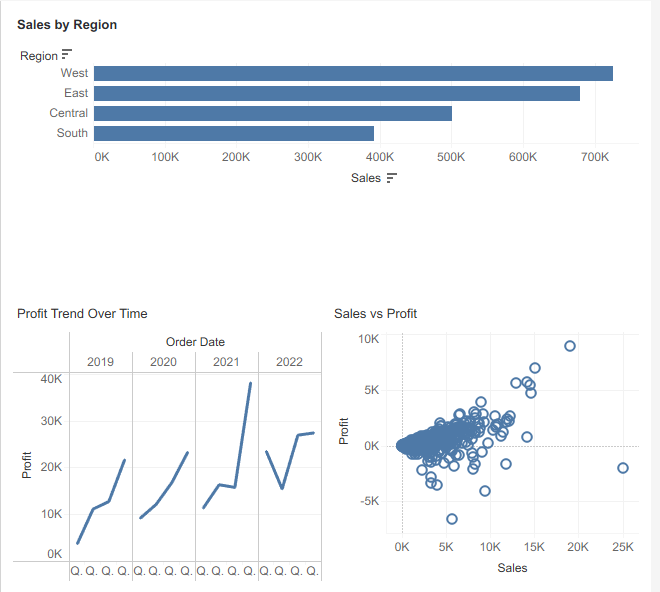 Sales by Region
Region
West
East
Central
South
0K 100K 200K 300K 400K 500K 600K 700K
Sales
Profit Trend Over Time
Order Date
2019 2020 2021 2022
40K
30K
20K
10K
0K
Profit
Q. Q. Q. Q. Q. Q. Q. Q. Q. Q. Q. Q. Q. Q. Q. Q.
Sales vs Profit
10K
5K
0K
-5K
Profit
0K 5K 10K 15K 20K 25K
Sales